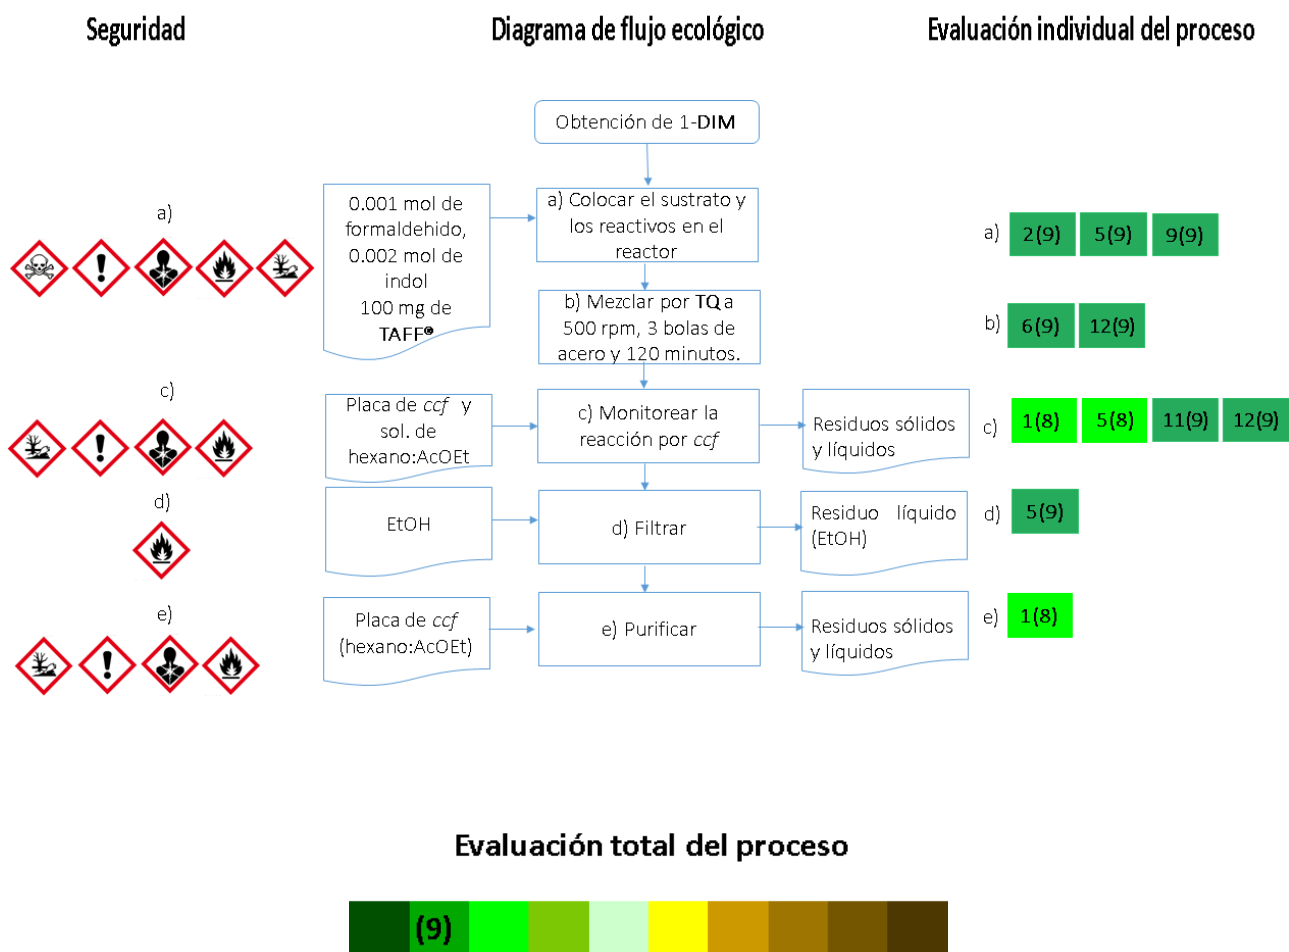 Seguridad
Diagrama de flujo ecológico
Evaluación individual del proceso
Obtención de 1-DIM
a)
0.001 mol de
formaldehido,
0.002 mol de
indol
100 mg de
TAFF®
a) Colocar el sustrato y
los reactivos en el
reactor
a) 2(9) 5(9) 9(9)
b) Mezclar por TQ a
500 rpm, 3 bolas de
acero y 120 minutos.
b) 6(9) 12(9)
c)
Placa de ccf y
sol. de
hexano:AcOEt
c) Monitorear la
reacción por ccf
Residuos sólidos
y líquidos
c) 1(8) 5(8) 11(9) 12(9)
d)
EtOH
d) Filtrar
Residuo líquido
(EtOH)
d) 5(9)
e)
Placa de ccf
(hexano:AcOEt)
e) Purificar
Residuos sólidos
y líquidos
e) 1(8)
Evaluación total del proceso
(9)